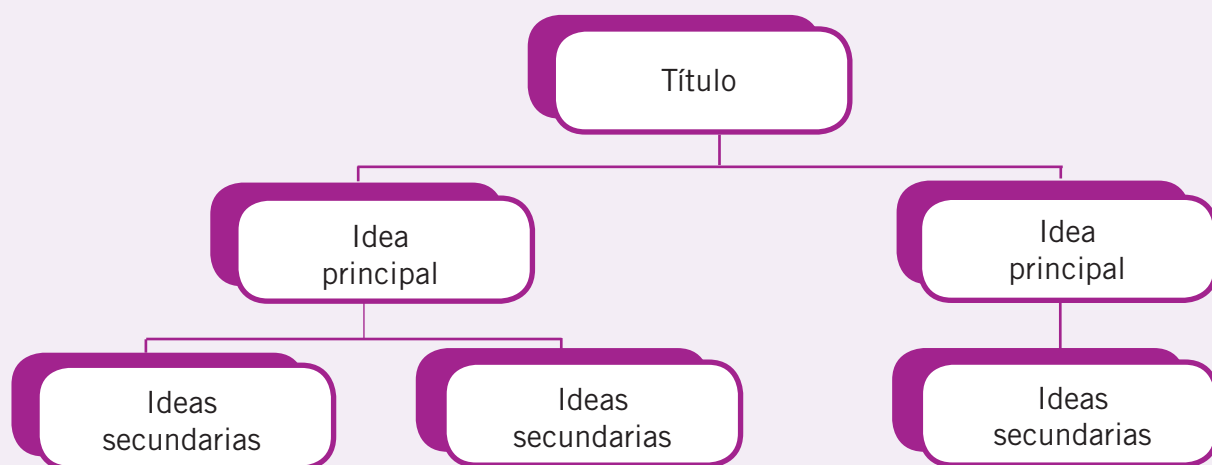 Título
Idea
principal
Idea
principal
Ideas
secundarias
Ideas
secundarias
Ideas
secundarias